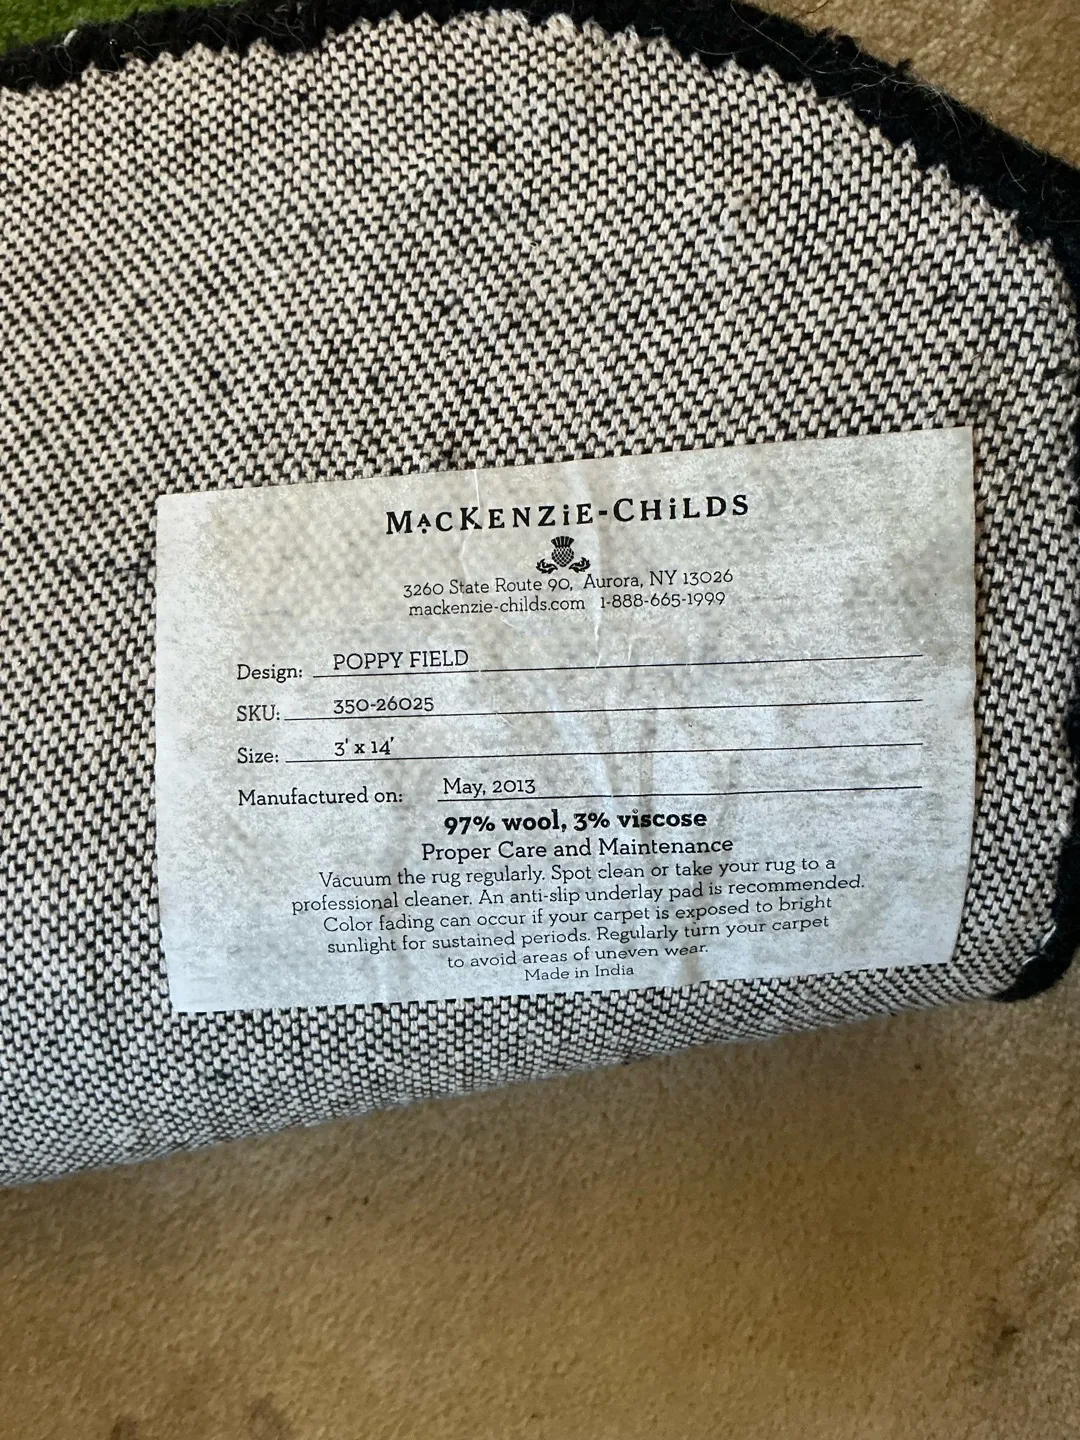 MACKENZiE-CHiLDS
3260 State Route 90, Aurora, NY 13026
mackenzie-childs.com 1-888-665-1999
Design: POPPY FIELD
SKU: 350-26025
Size: 3' x 14'
Manufactured on: May, 2013
97% wool, 3% viscose
Proper Care and Maintenance
Vacuum the rug regularly. Spot clean or take your rug to a
professional cleaner. An anti-slip underlay pad is recommended.
Color fading can occur if your carpet is exposed to bright
sunlight for sustained periods. Regularly turn your carpet
to avoid areas of uneven wear.
Made in India